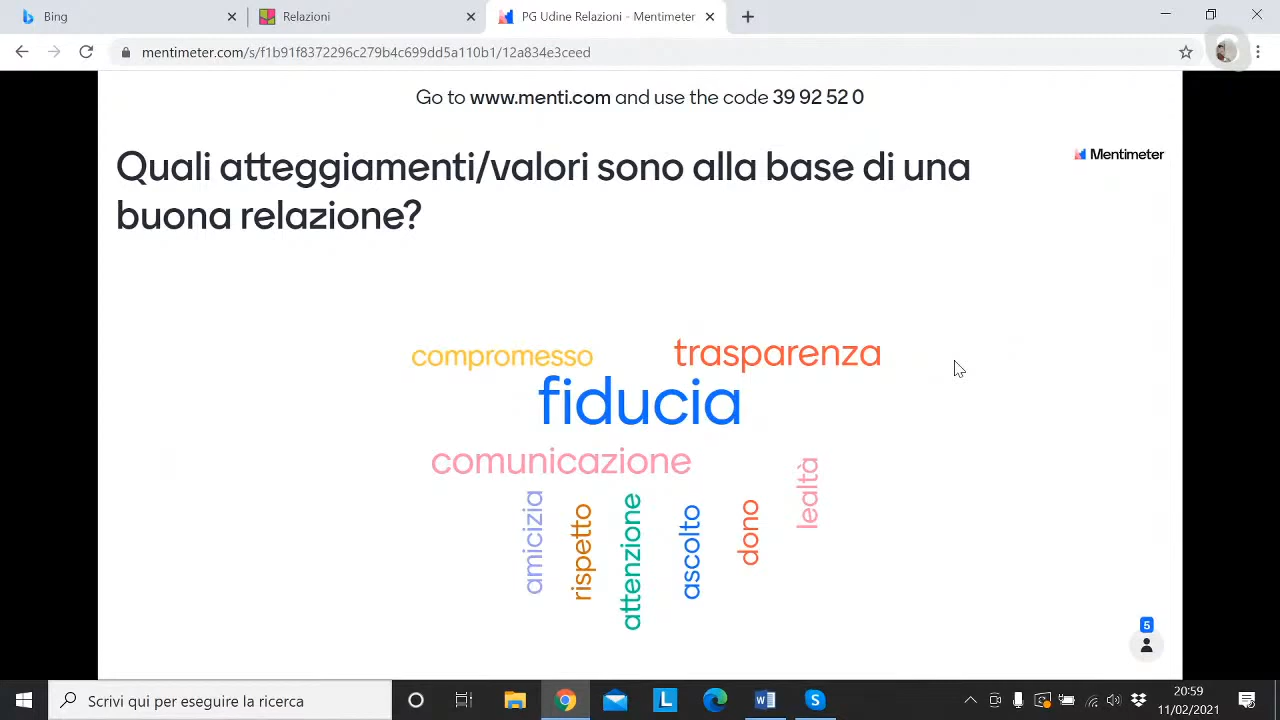 Bing
Relazioni
PG Udine Relazioni - Mentimeter
mentimeter.com/s/f1b91f8372296c279b4c699dd5a110b1/12a834e3ceed
Go to www.menti.com and use the code 39 92 52 0
Quali atteggiamenti/valori sono alla base di una
buona relazione?
Mentimeter
compromesso
trasparenza
fiducia
comunicazione
amicizia
rispetto
attenzione
ascolto
dono
lealtà
5
Scrivi qui per eseguire la ricerca
20:59
11/02/2021